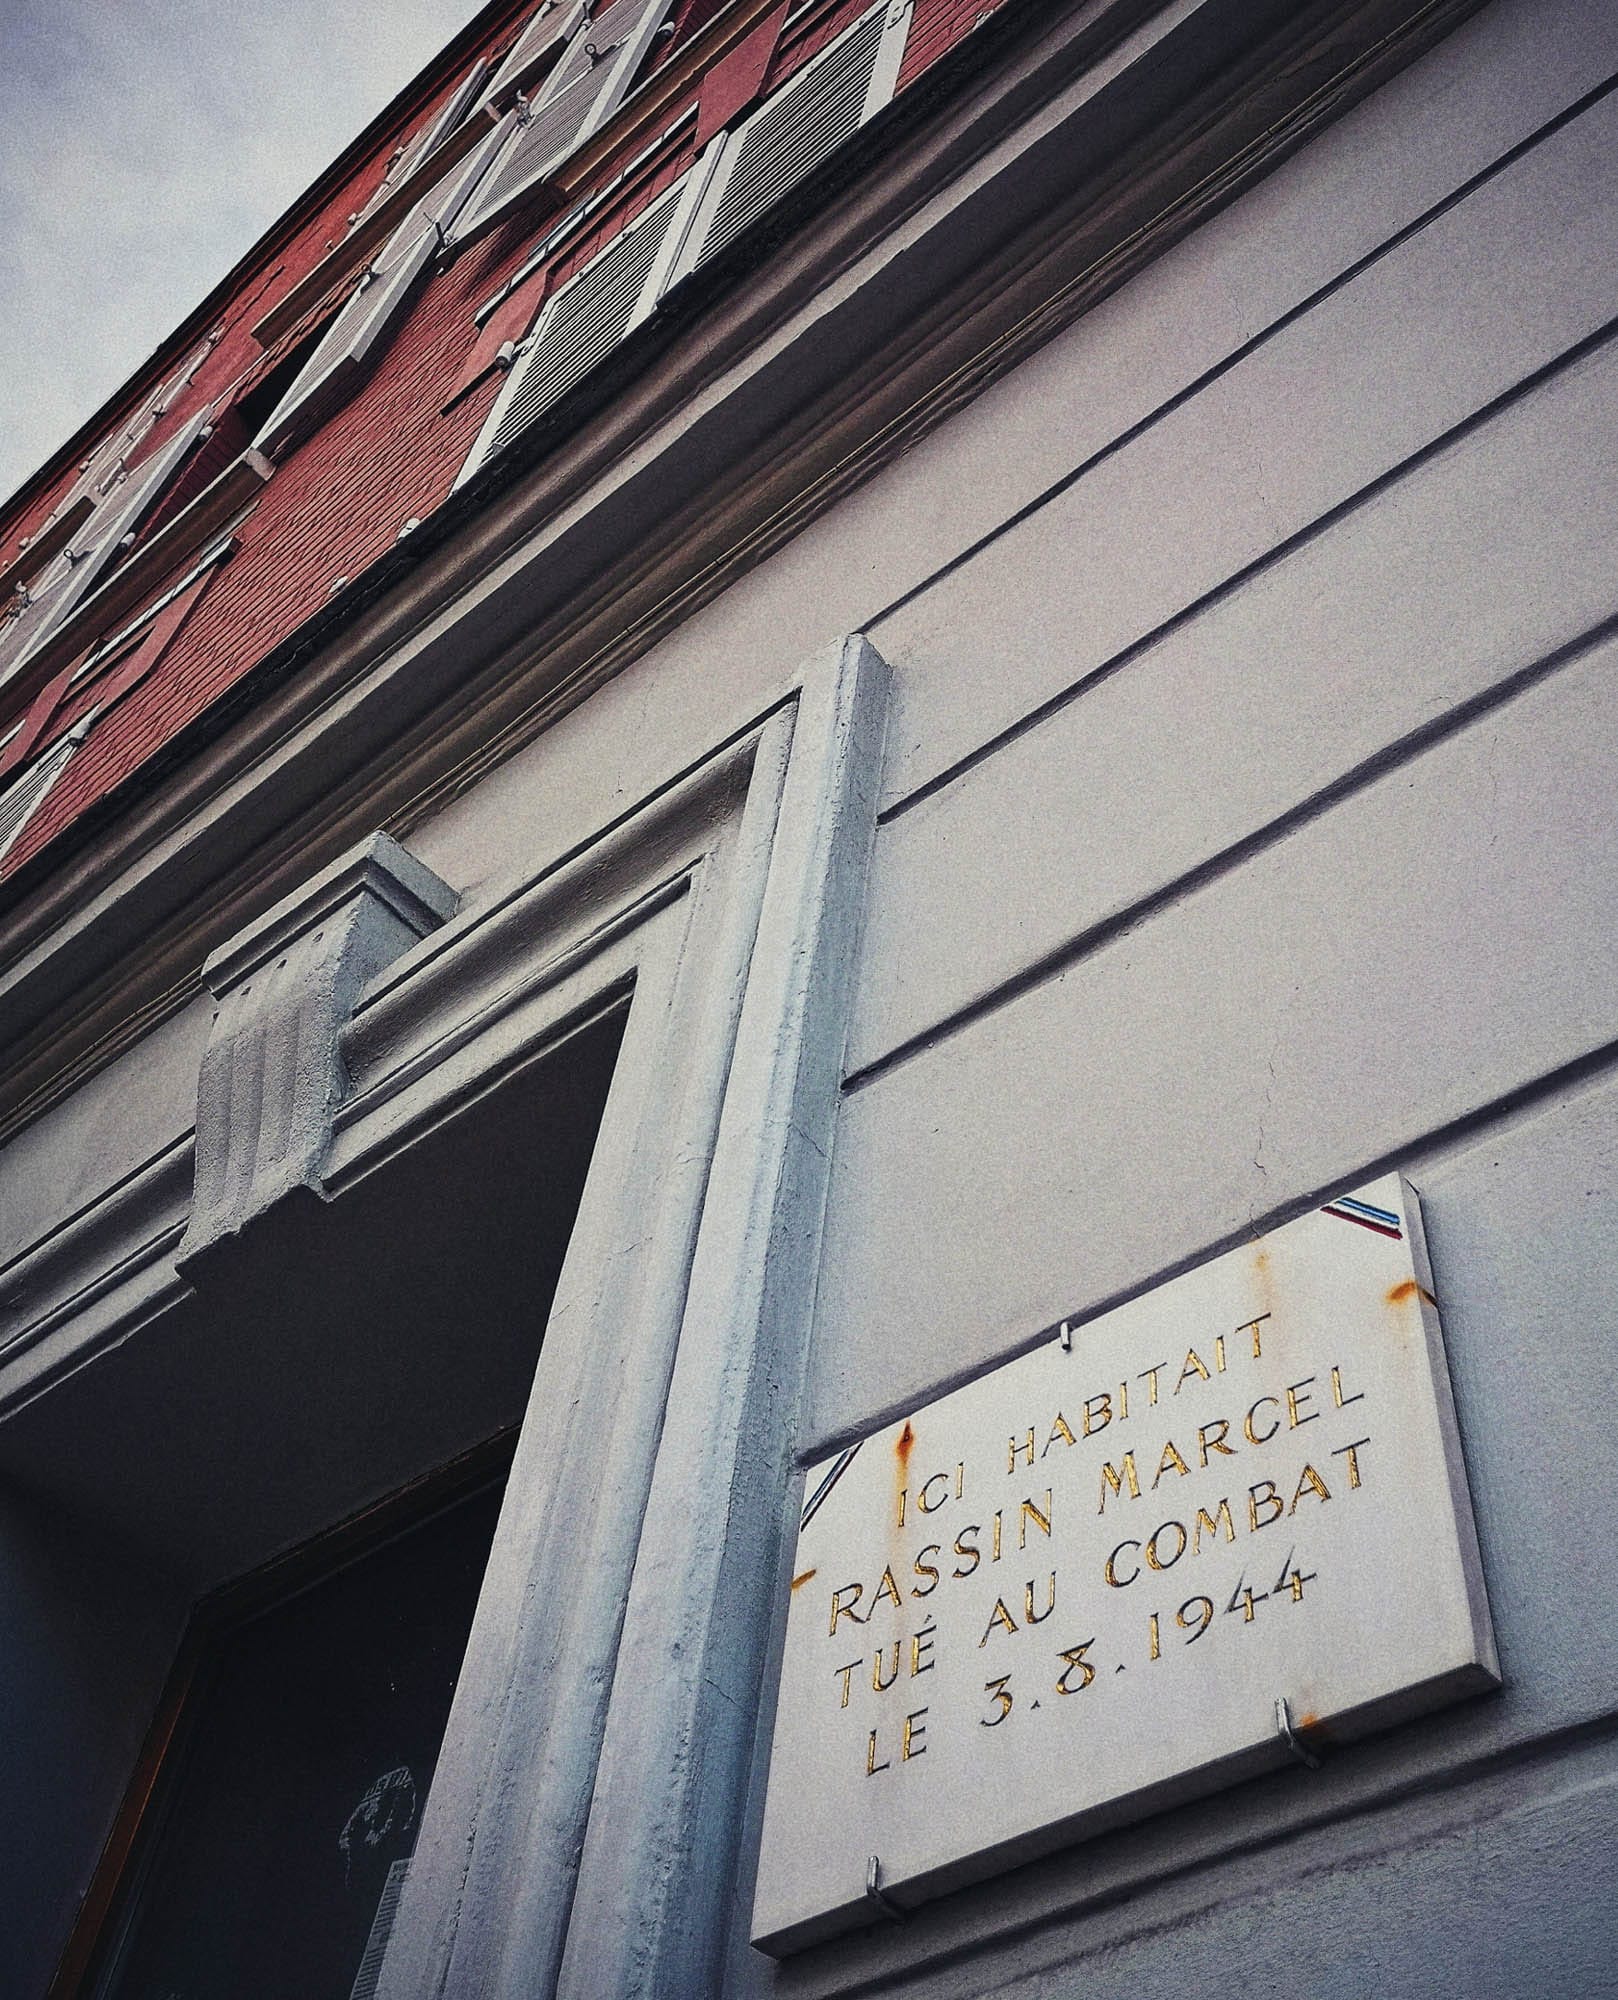 ICI HABITAIT
RASSIN MARCEL
TUÉ AU COMBAT
LE 3.8.1944